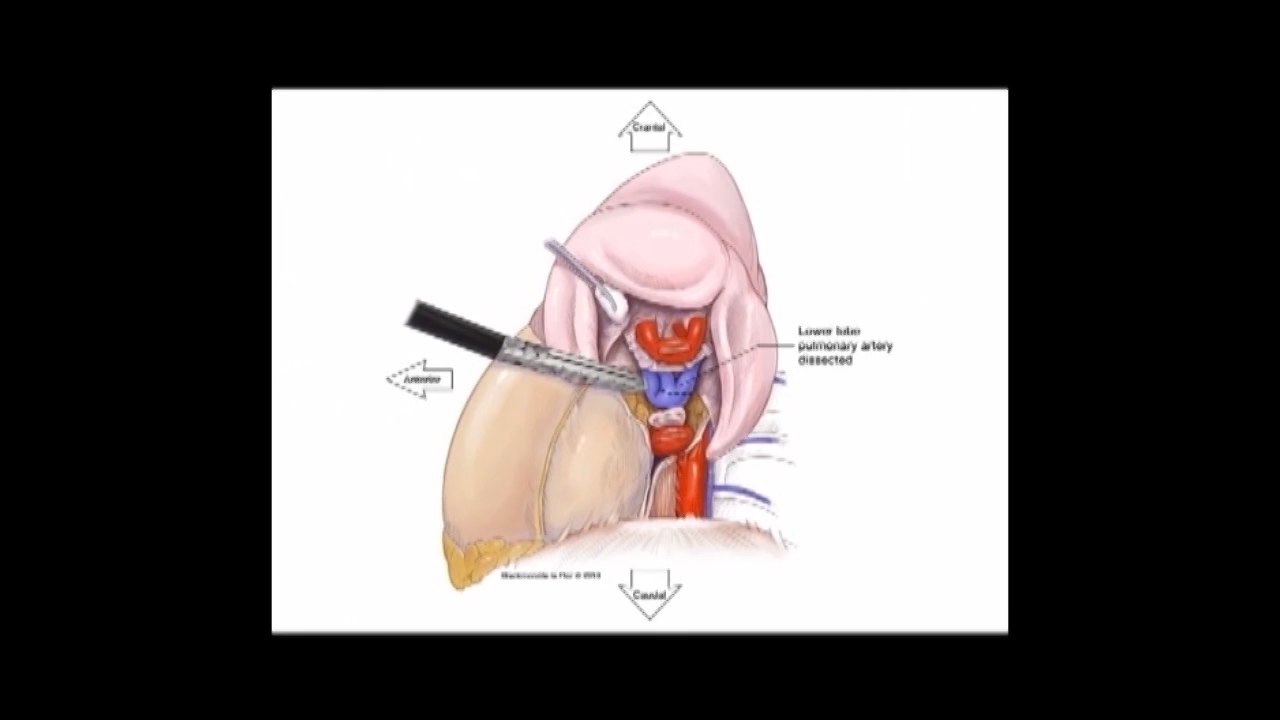 Cranial
Lower lobe
pulmonary artery
dissected
Anterior
Caudal